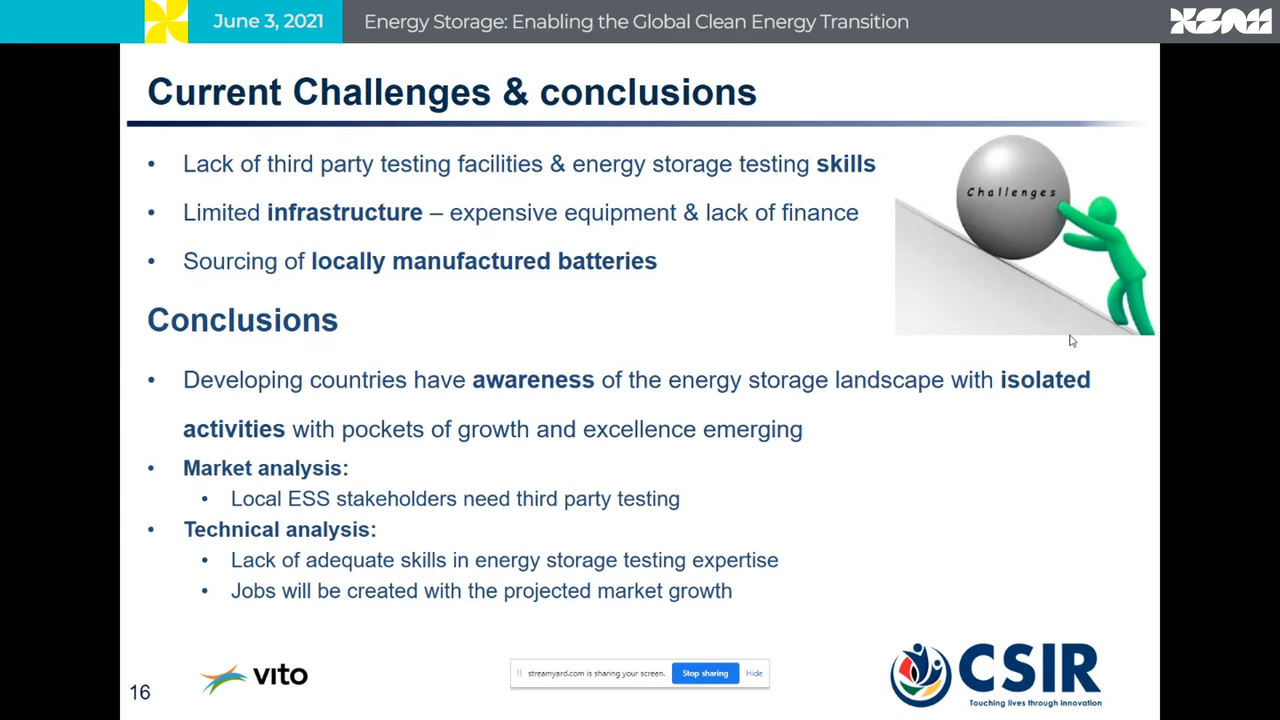 June 3, 2021
Energy Storage: Enabling the Global Clean Energy Transition
Current Challenges & conclusions
• Lack of third party testing facilities & energy storage testing skills
• Limited infrastructure – expensive equipment & lack of finance
• Sourcing of locally manufactured batteries
Challenges
Conclusions
• Developing countries have awareness of the energy storage landscape with isolated
activities with pockets of growth and excellence emerging
• Market analysis:
• Local ESS stakeholders need third party testing
• Technical analysis:
• Lack of adequate skills in energy storage testing expertise
• Jobs will be created with the projected market growth
16
vito
streamyard.com is sharing your screen.
Stop sharing
Hide
CSIR
Touching lives through innovation